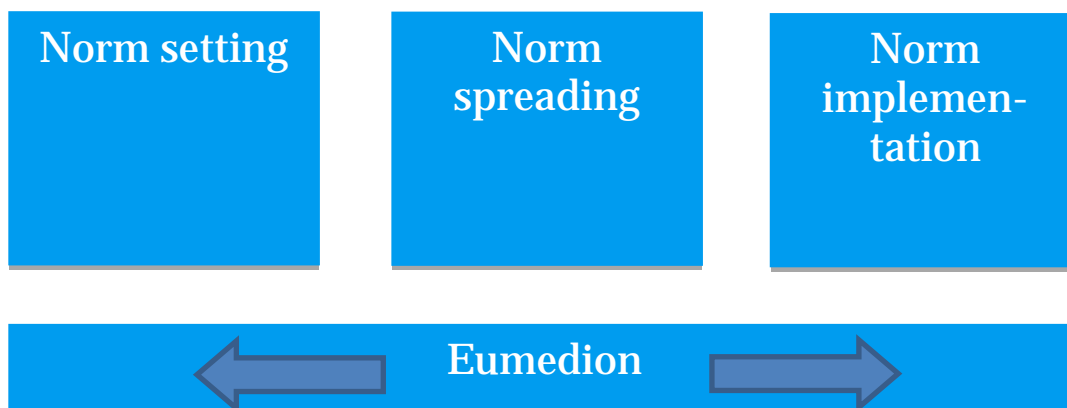 Norm setting
Norm
spreading
Norm
implemen-
tation
Eumedion